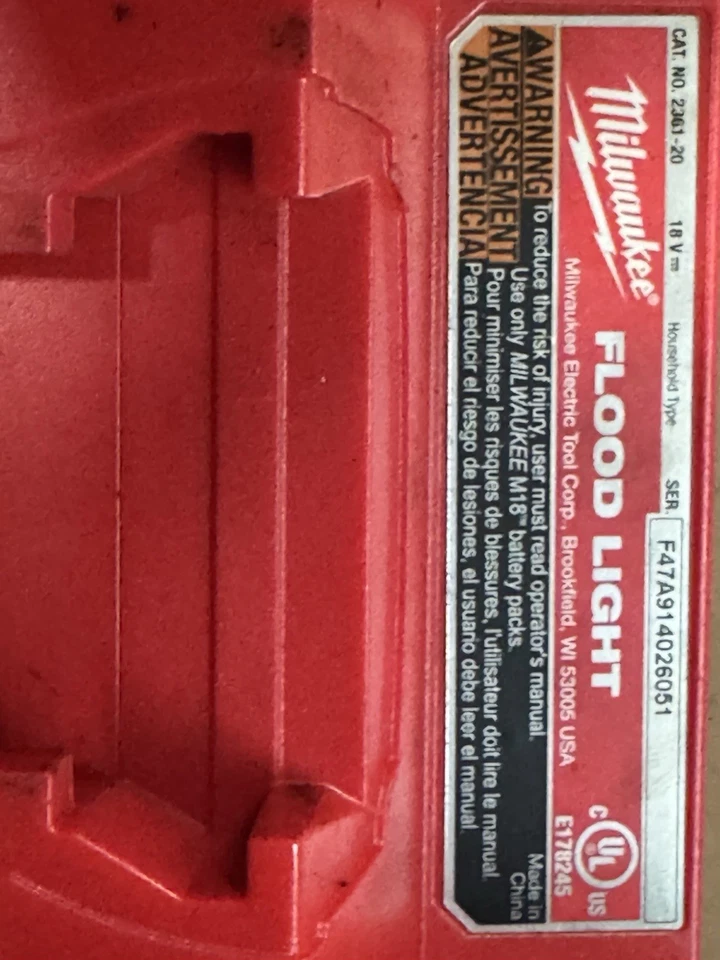 CAT. NO. 2361-20 18 V⎓ Household Type SER. F47A914026051
Milwaukee®
FLOOD LIGHT
Milwaukee Electric Tool Corp., Brookfield, WI 53005 USA
C UL® US
E178245
WARNING To reduce the risk of injury, user must read operator's manual.
Use only MILWAUKEE M18™ battery packs.
AVERTISSEMENT Pour minimiser les risques de blessures, l'utilisateur doit lire le manuel.
ADVERTENCIA Para reducir el riesgo de lesiones, el usuario debe leer el manual.
Made in
China